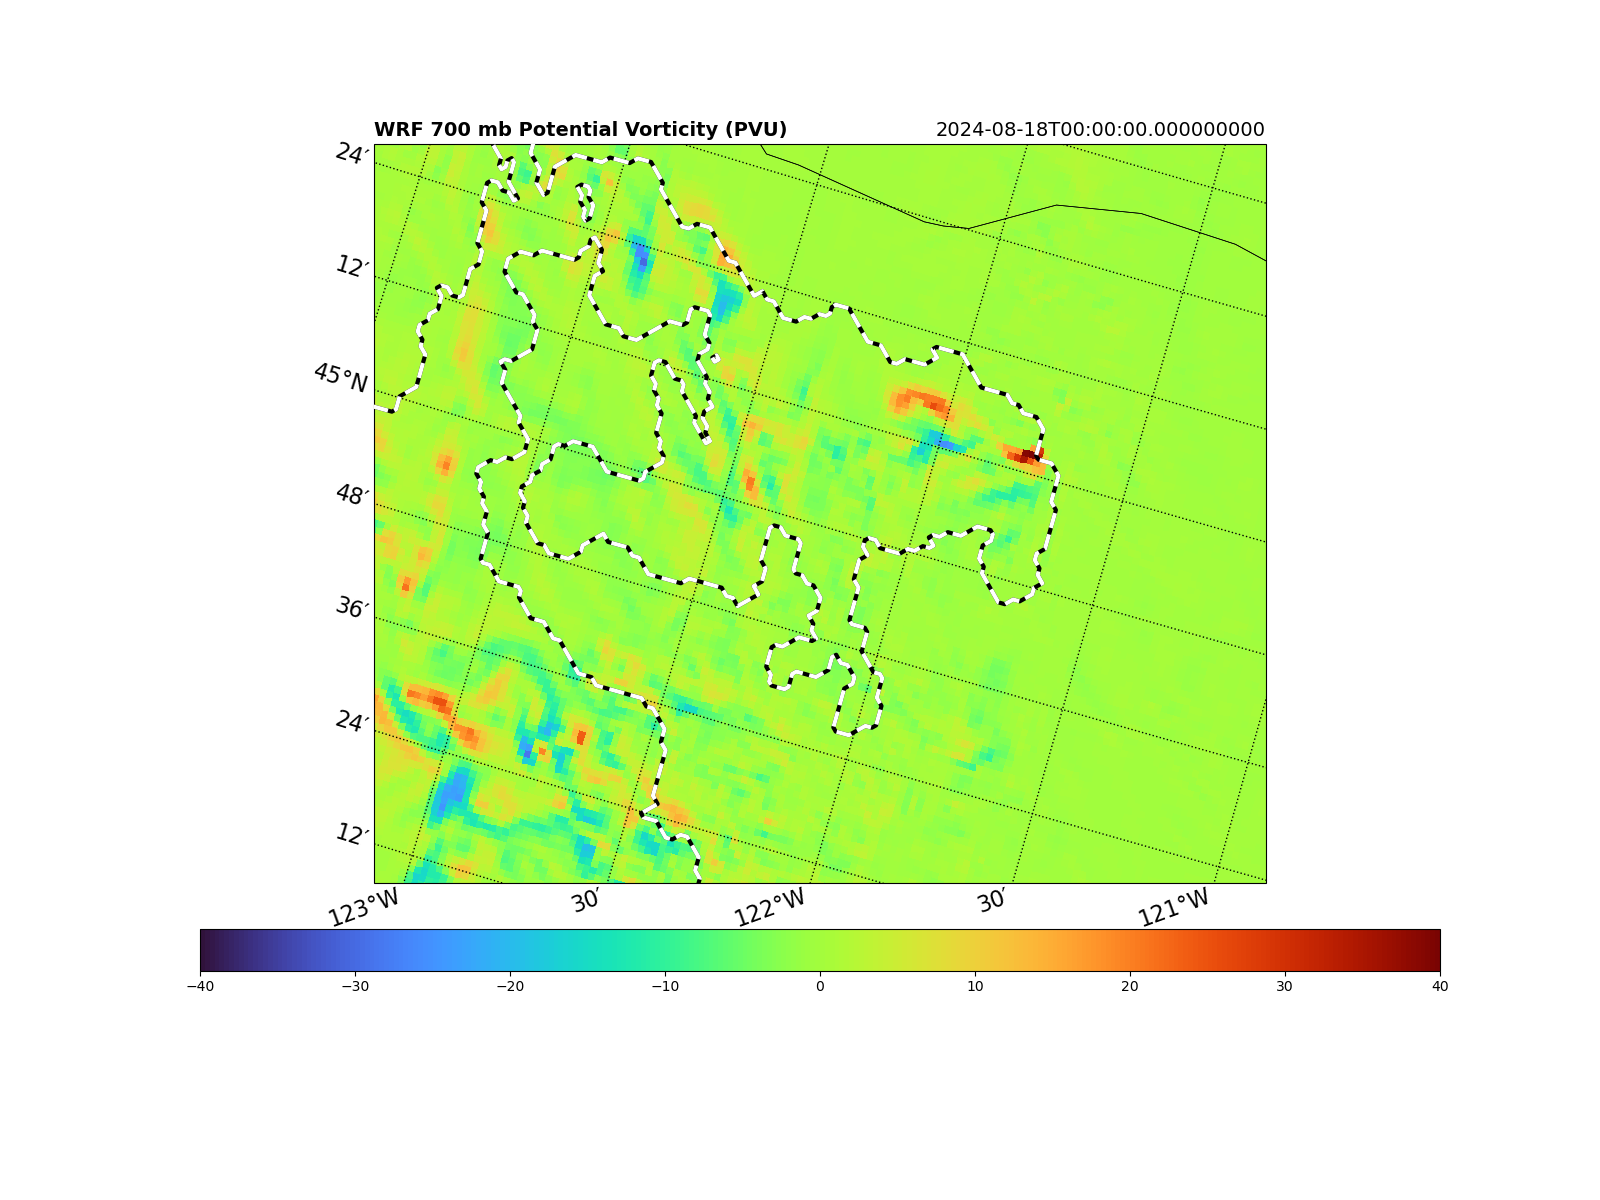 WRF 700 mb Potential Vorticity (PVU) 2024-08-18T00:00:00.000000000
24′
12′
45°N
48′
36′
24′
12′
123°W 30′ 122°W 30′ 121°W
−40 −30 −20 −10 0 10 20 30 40